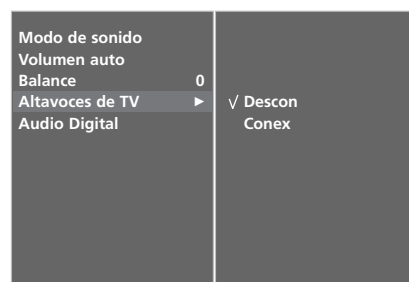 Modo de sonido
Volumen auto
Balance 0
Altavoces de TV ►
Audio Digital
√ Descon
Conex